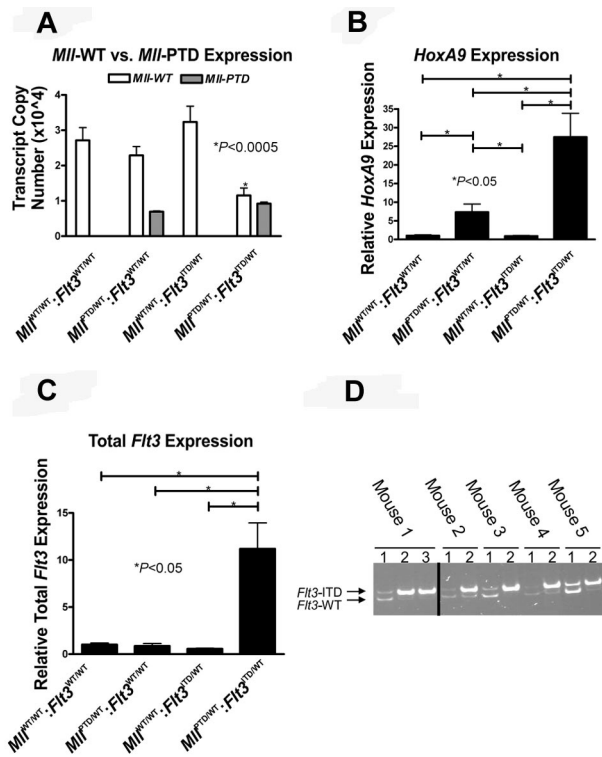 A
Mll-WT vs. Mll-PTD Expression
Mll-WT Mll-PTD
Transcript Copy
Number (x10^4)
4
3
2
1
0
*P<0.0005
*
Mll^WT/WT:Flt3^WT/WT
Mll^PTD/WT:Flt3^WT/WT
Mll^WT/WT:Flt3^ITD/WT
Mll^PTD/WT:Flt3^ITD/WT
B
HoxA9 Expression
Relative HoxA9 Expression
35
30
25
20
15
10
5
0
*
*
*
* *
*P<0.05
Mll^WT/WT:Flt3^WT/WT
Mll^PTD/WT:Flt3^WT/WT
Mll^WT/WT:Flt3^ITD/WT
Mll^PTD/WT:Flt3^ITD/WT
C
Total Flt3 Expression
Relative Total Flt3 Expression
15
10
5
0
*
*
*
*P<0.05
Mll^WT/WT:Flt3^WT/WT
Mll^PTD/WT:Flt3^WT/WT
Mll^WT/WT:Flt3^ITD/WT
Mll^PTD/WT:Flt3^ITD/WT
D
Mouse 1
Mouse 2
Mouse 3
Mouse 4
Mouse 5
1 2 3 1 2 1 2 1 2 1 2
Flt3-ITD
Flt3-WT